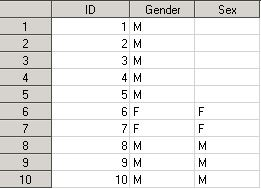 ID Gender Sex
1 1 M
2 2 M
3 3 M
4 4 M
5 5 M
6 6 F F
7 7 F F
8 8 M M
9 9 M M
10 10 M M